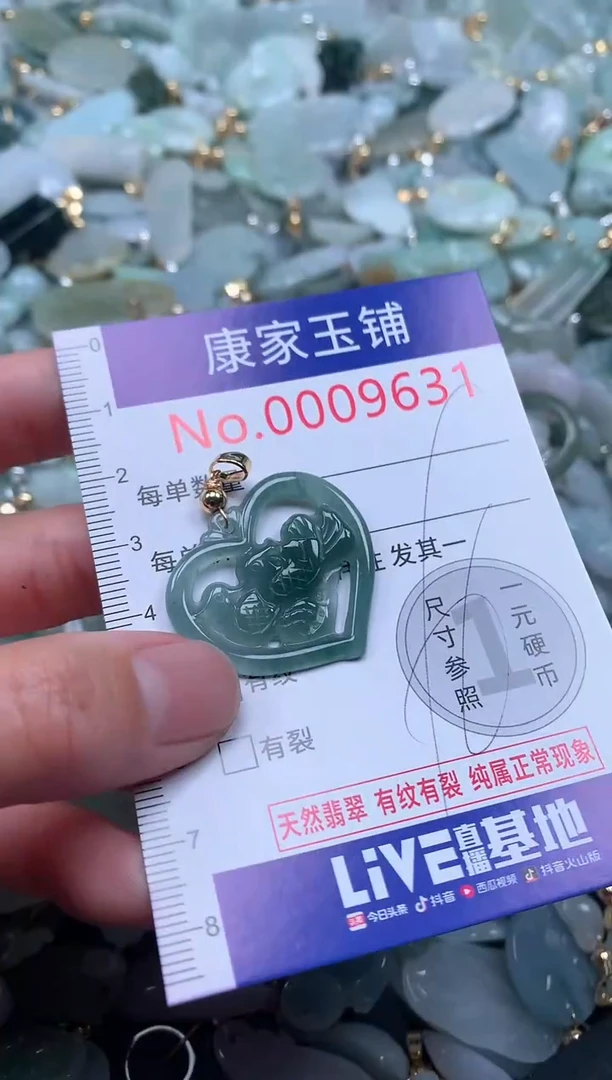 康家玉铺
No.0009631
0
1
2
每单数量
3
每单
在发其一
4
一元硬币
1
尺寸参照
有纹
有裂
天然翡翠 有纹有裂 纯属正常现象
7
LiVE直播基地
8
今日头条 抖音 西瓜视频 抖音火山版